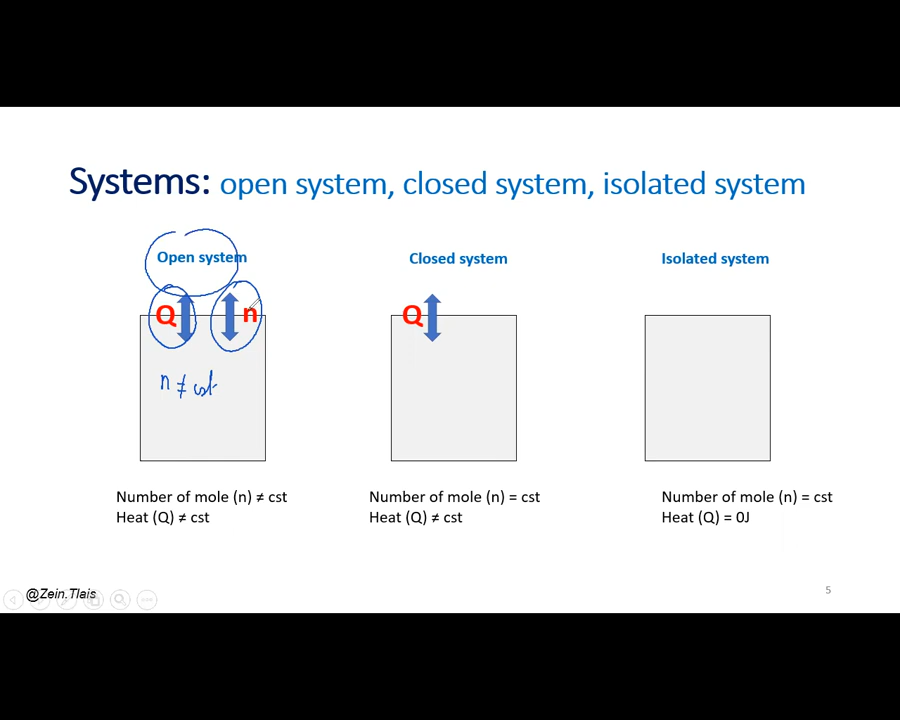 Systems: open system, closed system, isolated system
Open system
Closed system
Isolated system
Q
n
Q
n ≠ cst
Number of mole (n) ≠ cst
Heat (Q) ≠ cst
Number of mole (n) = cst
Heat (Q) ≠ cst
Number of mole (n) = cst
Heat (Q) = 0J
@Zein.Tlais
5